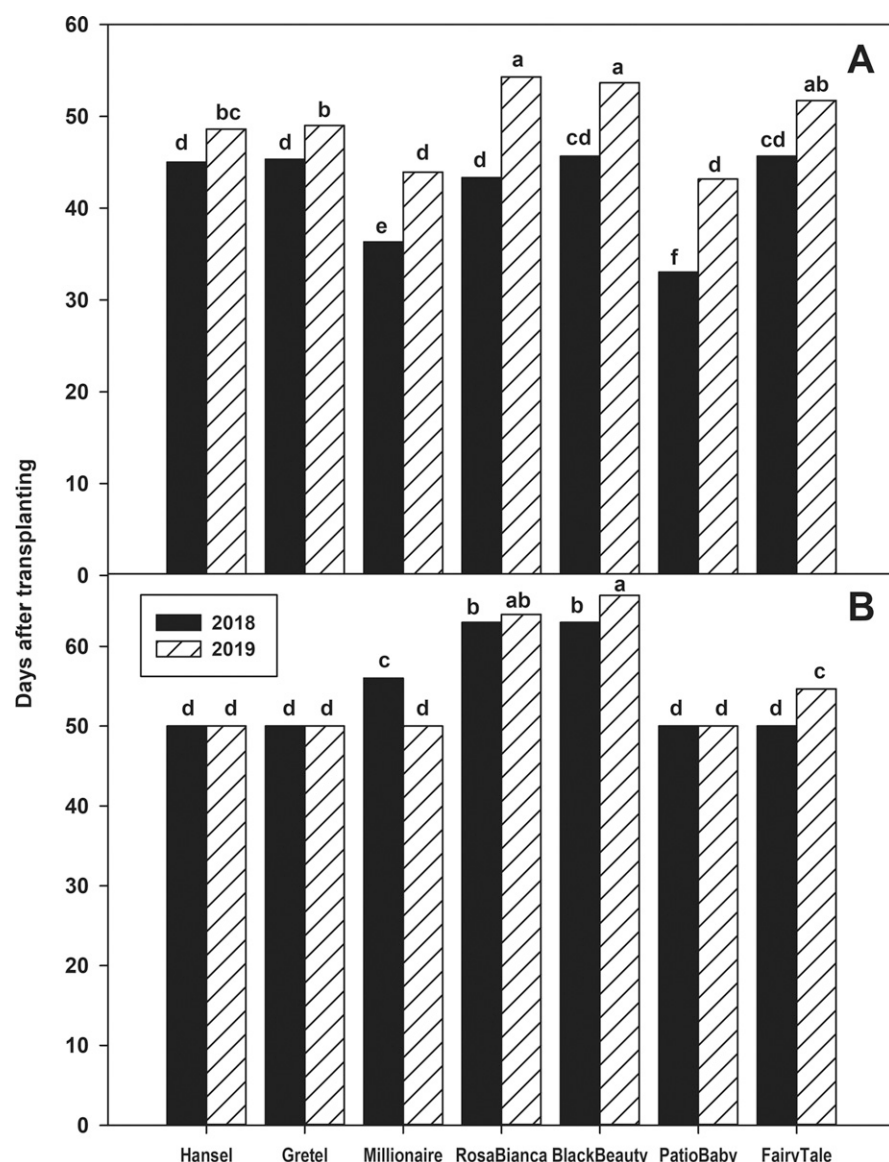 60
A
a
a
ab
bc
b
50
d
d
d
d
cd
d
cd
40
e
f
30
20
10
0
Days after transplanting
B
2018
2019
a
b
ab
b
60
c
c
d
d
d
d
d
d
d
d
50
40
30
20
10
0
Hansel Gretel Millionaire RosaBianca BlackBeauty PatioBaby FairyTale